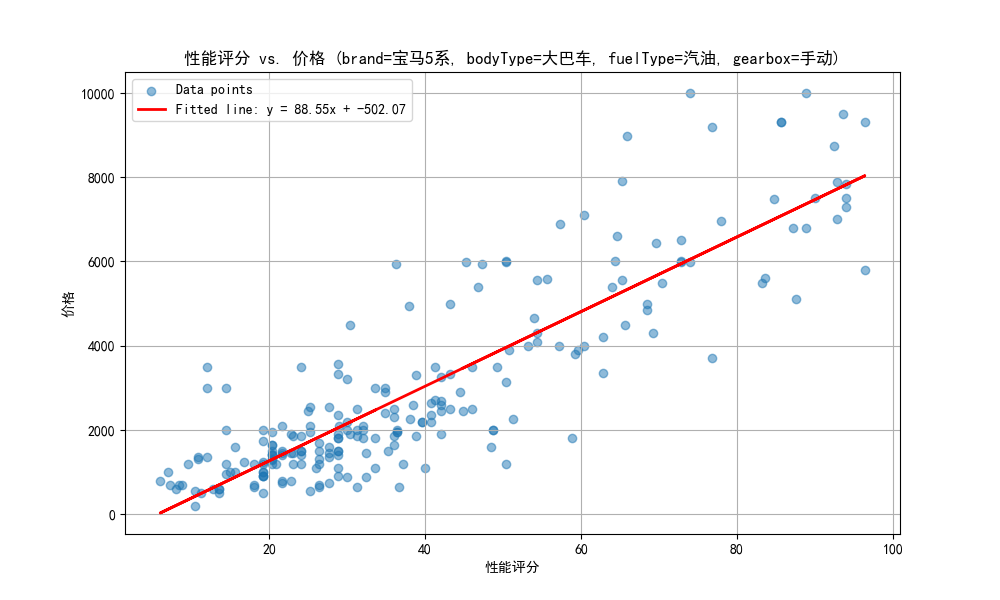 性能评分 vs. 价格 (brand=宝马5系, bodyType=大巴车, fuelType=汽油, gearbox=手动)
Data points
Fitted line: y = 88.55x + -502.07
10000
8000
6000
4000
2000
0
价格
20 40 60 80 100
性能评分